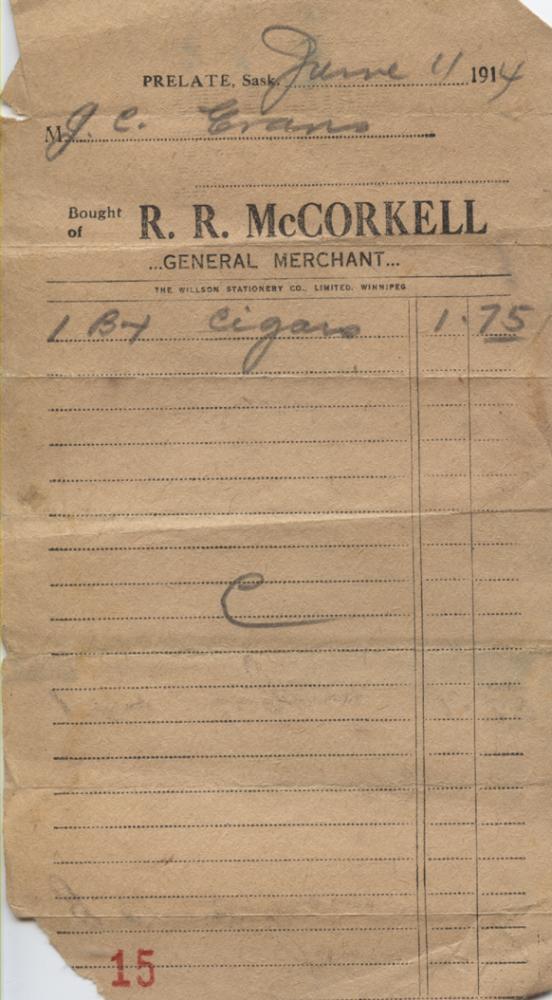 PRELATE, Sask. June 4 1914
M J. C. Evans
Bought of R. R. McCORKELL
...GENERAL MERCHANT...
THE WILLSON STATIONERY CO., LIMITED, WINNIPEG
1 Bx Cigars 1.75
C
15